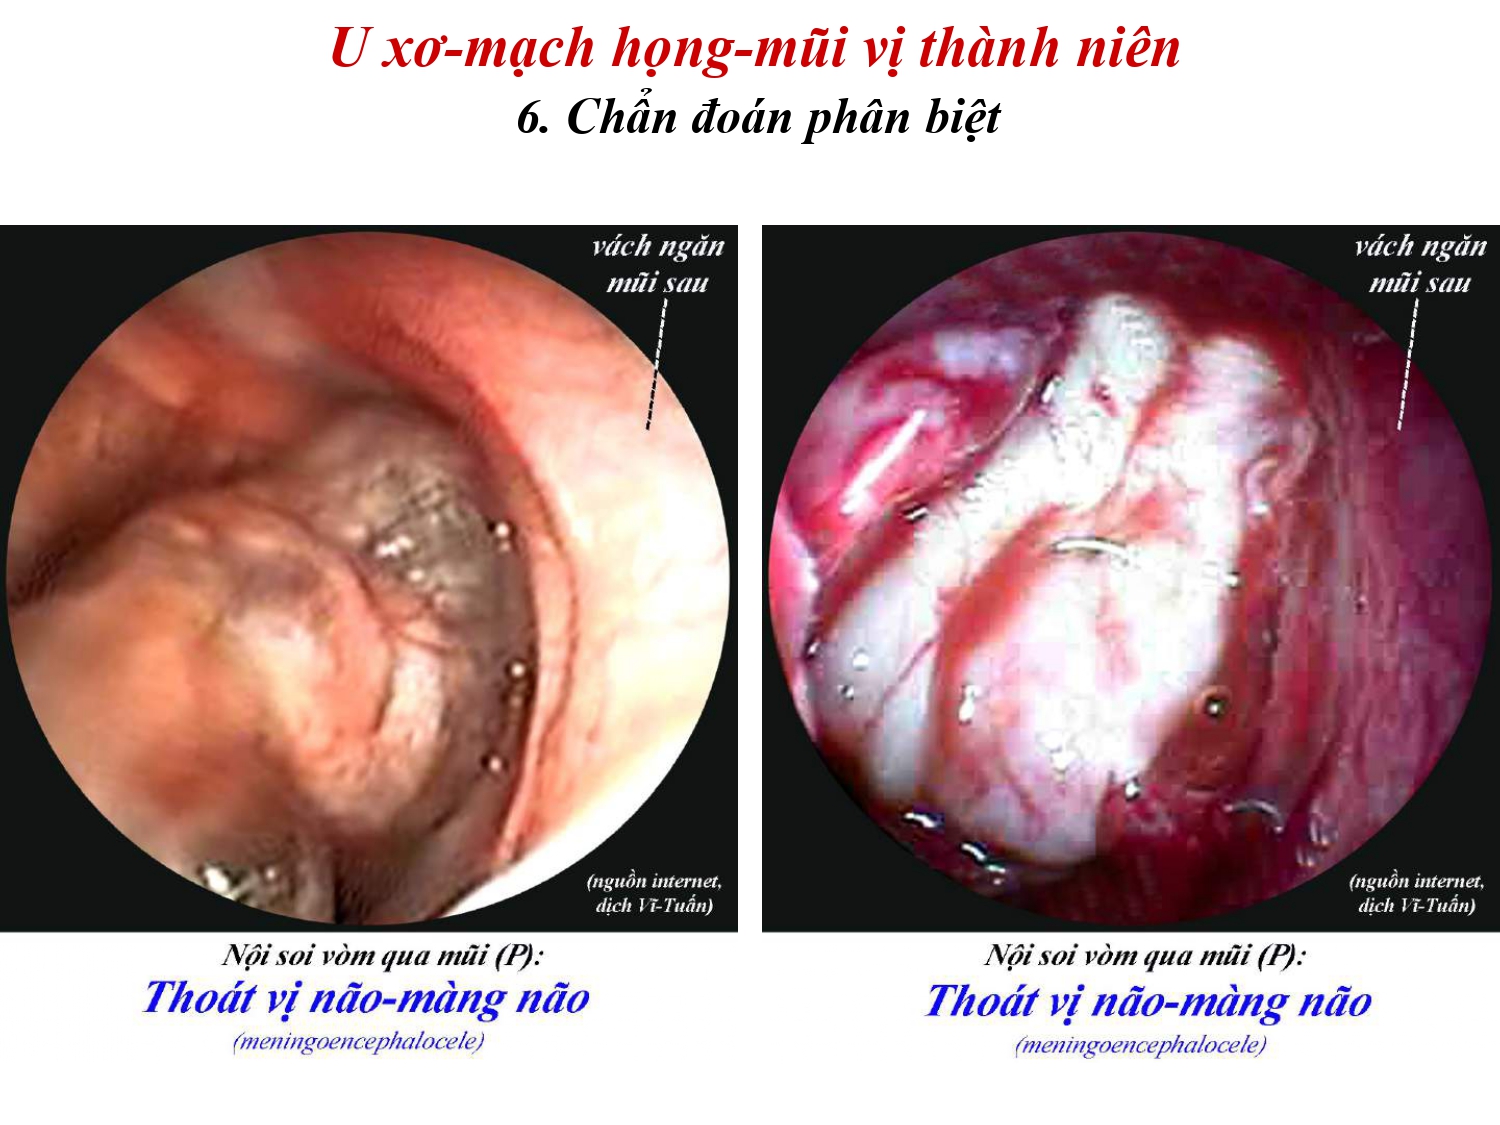 U xơ-mạch họng-mũi vị thành niên
6. Chẩn đoán phân biệt
vách ngăn
mũi sau
(nguồn internet,
dịch Vĩ-Tuấn)
Nội soi vòm qua mũi (P):
Thoát vị não-màng não
(meningoencephalocele)
vách ngăn
mũi sau
(nguồn internet,
dịch Vĩ-Tuấn)
Nội soi vòm qua mũi (P):
Thoát vị não-màng não
(meningoencephalocele)